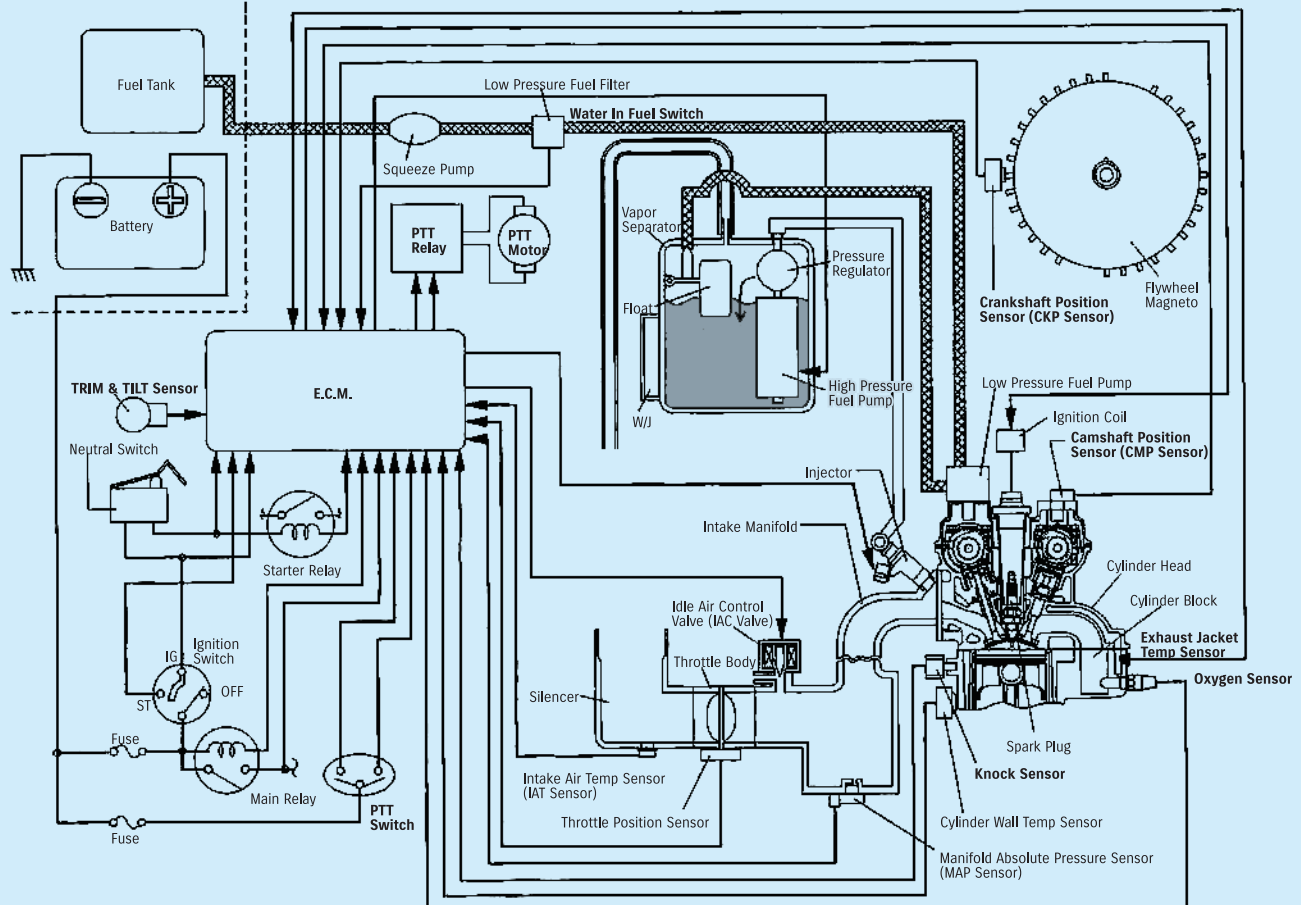 Fuel Tank
Low Pressure Fuel Filter
Water In Fuel Switch
Squeeze Pump
Battery
PTT
Relay
PTT
Motor
Vapor
Separator
Pressure
Regulator
Float
Flywheel
Magneto
Crankshaft Position
Sensor (CKP Sensor)
High Pressure
Fuel Pump
W/J
Low Pressure Fuel Pump
Ignition Coil
Camshaft Position
Sensor (CMP Sensor)
E.C.M.
TRIM & TILT Sensor
Neutral Switch
Starter Relay
Injector
Intake Manifold
Cylinder Head
Cylinder Block
Idle Air Control
Valve (IAC Valve)
Exhaust Jacket
Temp Sensor
Oxygen Sensor
Throttle Body
Silencer
IG
Ignition
Switch
OFF
ST
Fuse
Main Relay
PTT
Switch
Fuse
Intake Air Temp Sensor
(IAT Sensor)
Throttle Position Sensor
Spark Plug
Knock Sensor
Cylinder Wall Temp Sensor
Manifold Absolute Pressure Sensor
(MAP Sensor)